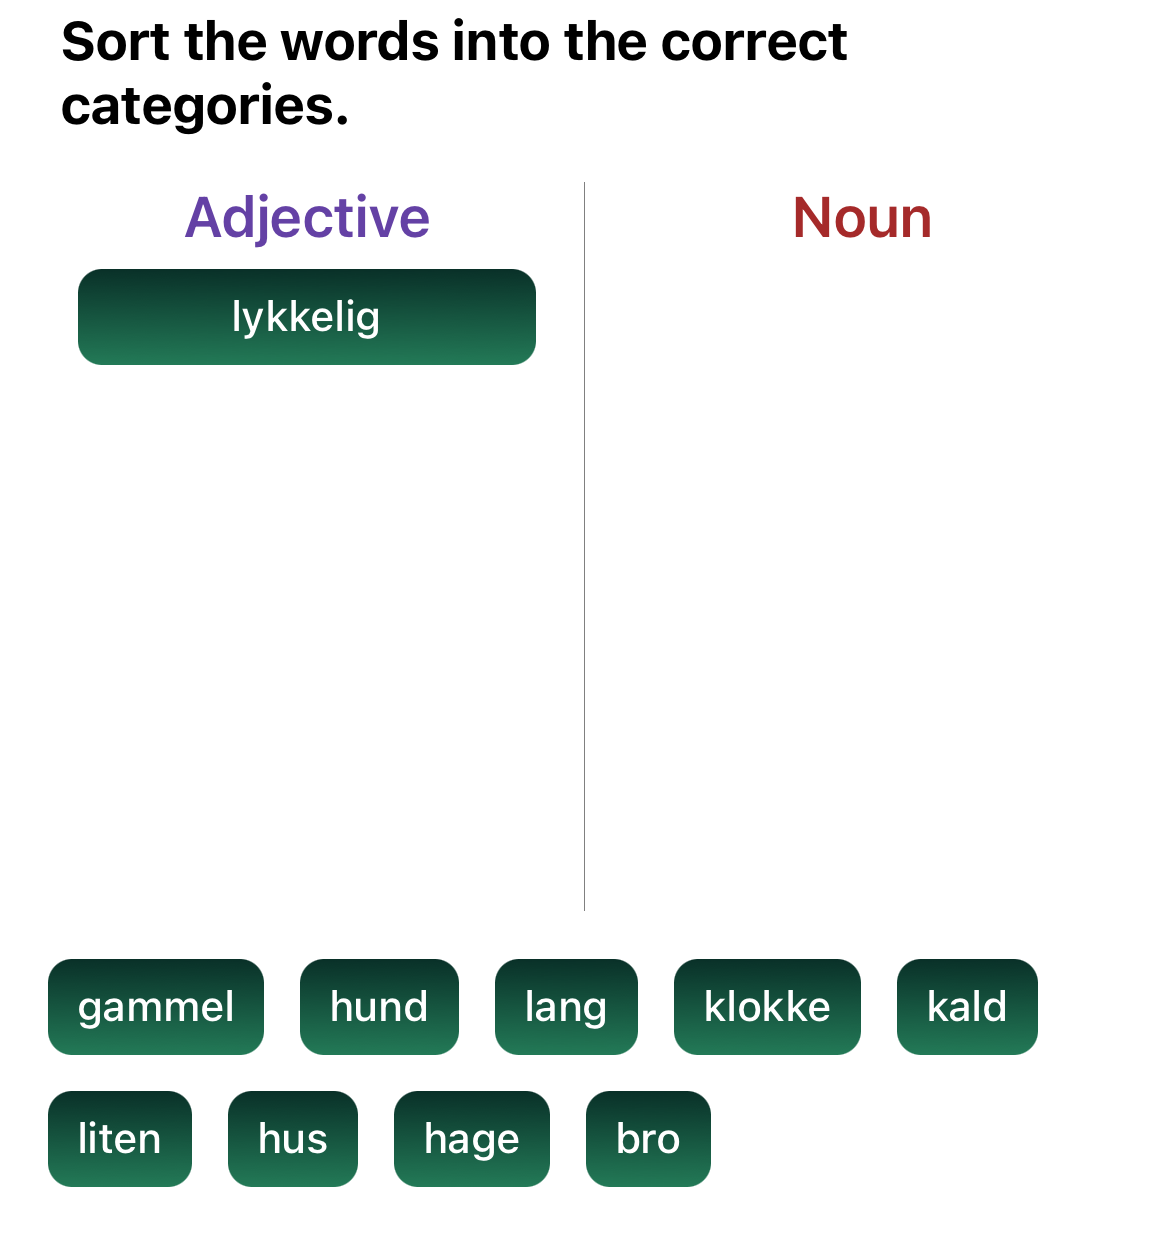 Sort the words into the correct
categories.
Adjective
Noun
lykkelig
gammel hund lang klokke kald
liten hus hage bro